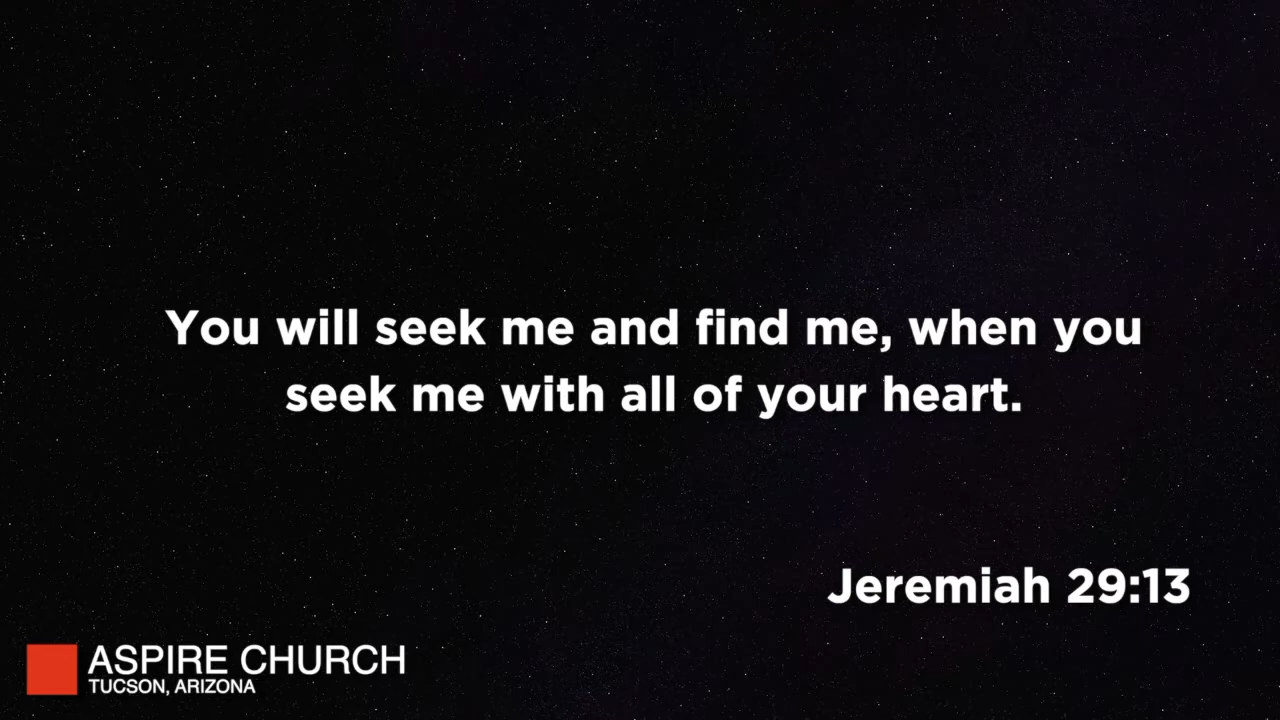 You will seek me and find me, when you
seek me with all of your heart.
Jeremiah 29:13
ASPIRE CHURCH
TUCSON, ARIZONA